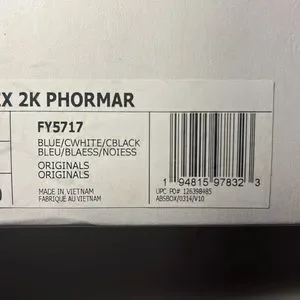 EX 2K PHORMAR
FY5717
BLUE/CWHITE/CBLACK
BLEU/BLAESS/NOIESS
ORIGINALS
ORIGINALS
MADE IN VIETNAM
FABRIQUE AU VIETNAM
1 94815 97832 3
UPC PO# 126398485
ABSBOX/0314/V10